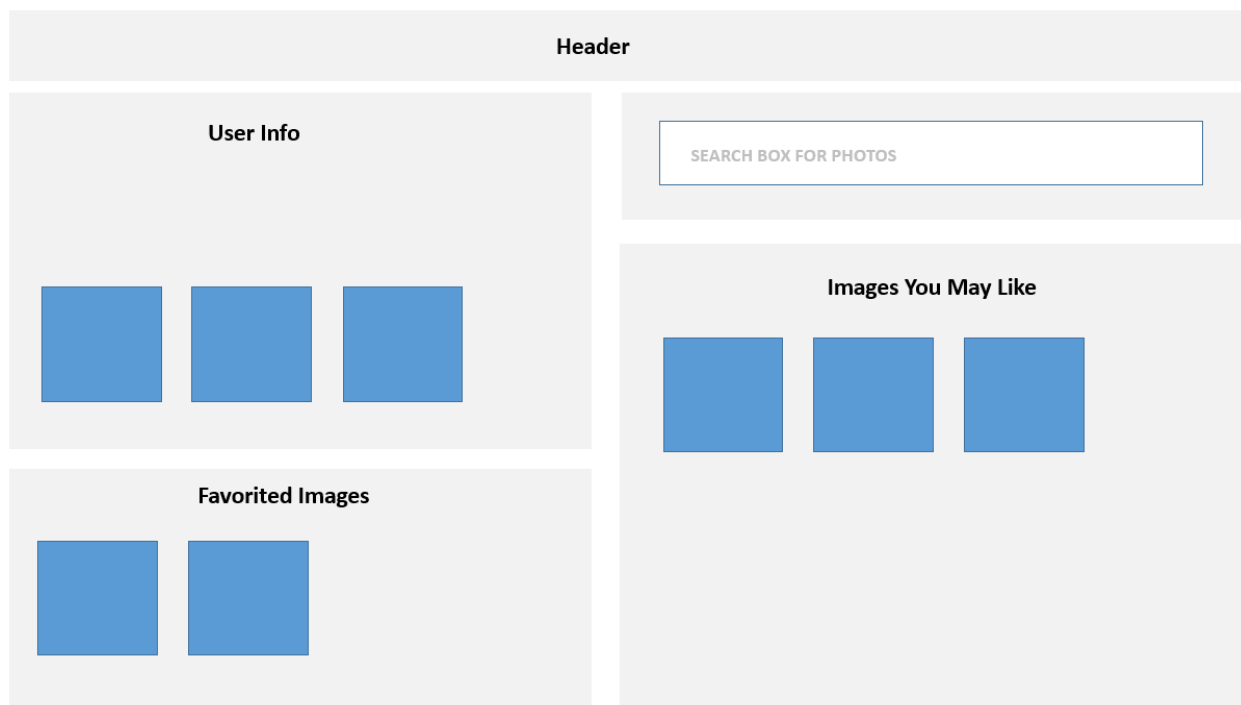 Header
User Info
SEARCH BOX FOR PHOTOS
Images You May Like
Favorited Images